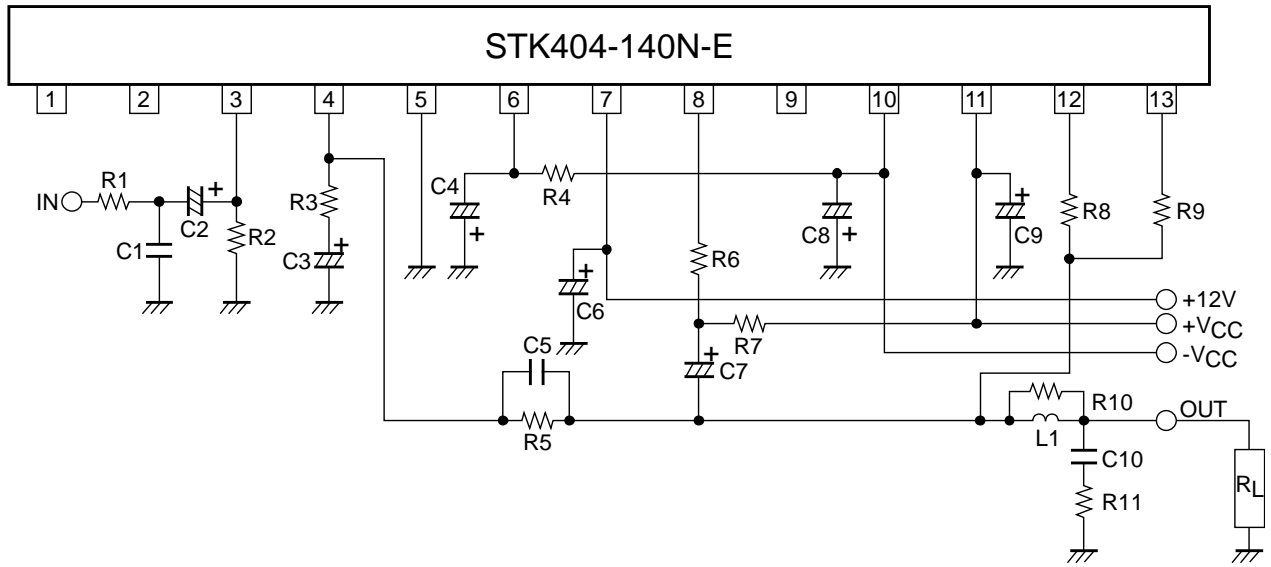 STK404-140N-E
1 2 3 4 5 6 7 8 9 10 11 12 13
IN
R1
C2
+
C1
R2
R3
C3
+
C4
+
R4
C6
+
C8
+
C9
+
R6
R7
C7
+
C5
R5
R8
R9
+12V
+VCC
-VCC
R10
L1
OUT
C10
R11
RL